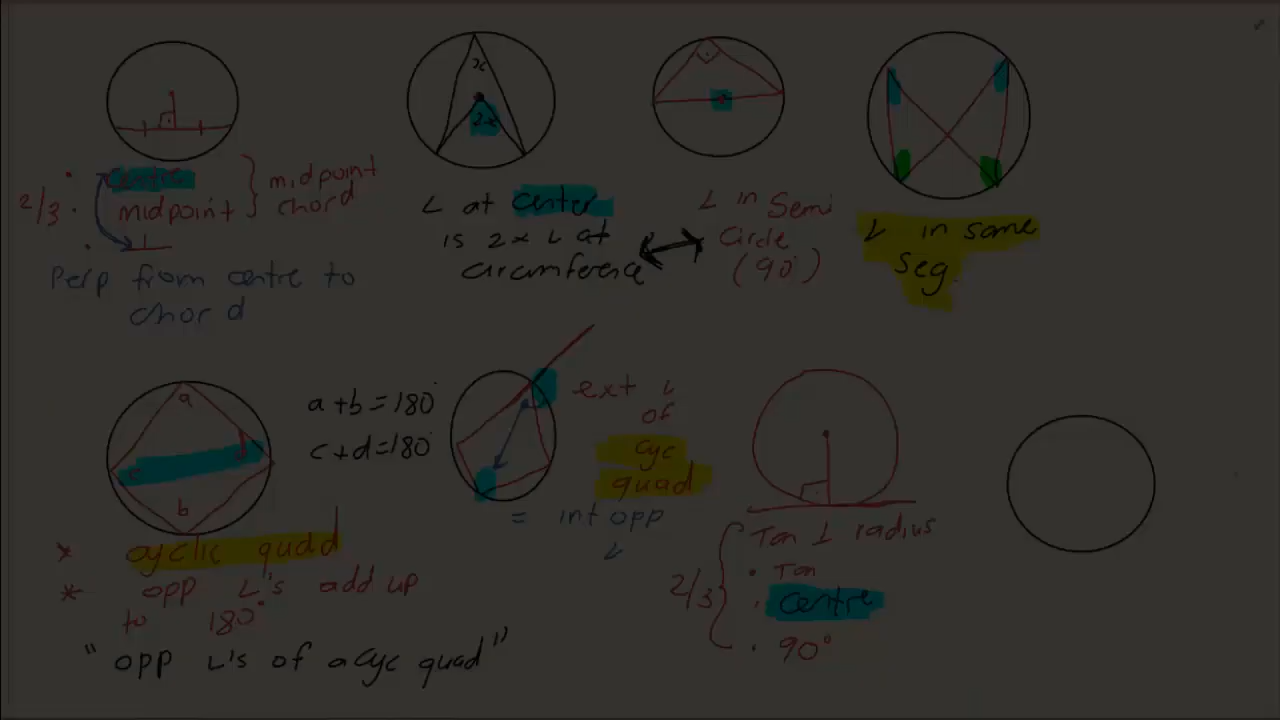 centre
midpoint
midpoint
chord
2/3
Perp from centre to
chord
x
2x
∠ at center
is 2x ∠ at
circumference
∠ in Semi
Circle
(90°)
∠ in same
seg.
a
b
c
d
a+b=180°
c+d=180°
* cyclic quad
* opp ∠'s add up
to 180°
"opp ∠'s of a cyc quad"
ext ∠
of
cyc
quad
= int opp
∠
Tan ⊥ radius
2/3
• Tan
• Centre
• 90°